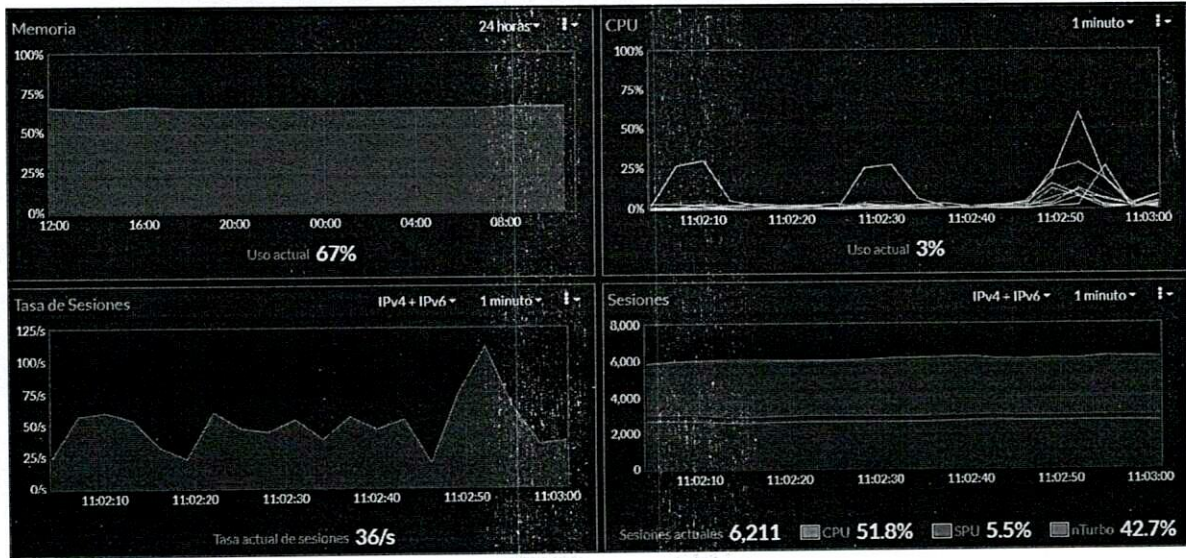 Memoria 24 horas
100%
75%
50%
25%
0%
12:00 16:00 20:00 00:00 04:00 08:00
Uso actual 67%
CPU 1 minuto
100%
75%
50%
25%
0%
11:02:10 11:02:20 11:02:30 11:02:40 11:02:50 11:03:00
Uso actual 3%
Tasa de Sesiones IPv4 + IPv6 1 minuto
125/s
100/s
75/s
50/s
25/s
0/s
11:02:10 11:02:20 11:02:30 11:02:40 11:02:50 11:03:00
Tasa actual de sesiones 36/s
Sesiones IPv4 + IPv6 1 minuto
8,000
6,000
4,000
2,000
0
11:02:10 11:02:20 11:02:30 11:02:40 11:02:50 11:03:00
Sesiones actuales 6,211 CPU 51.8% SPU 5.5% nTurbo 42.7%